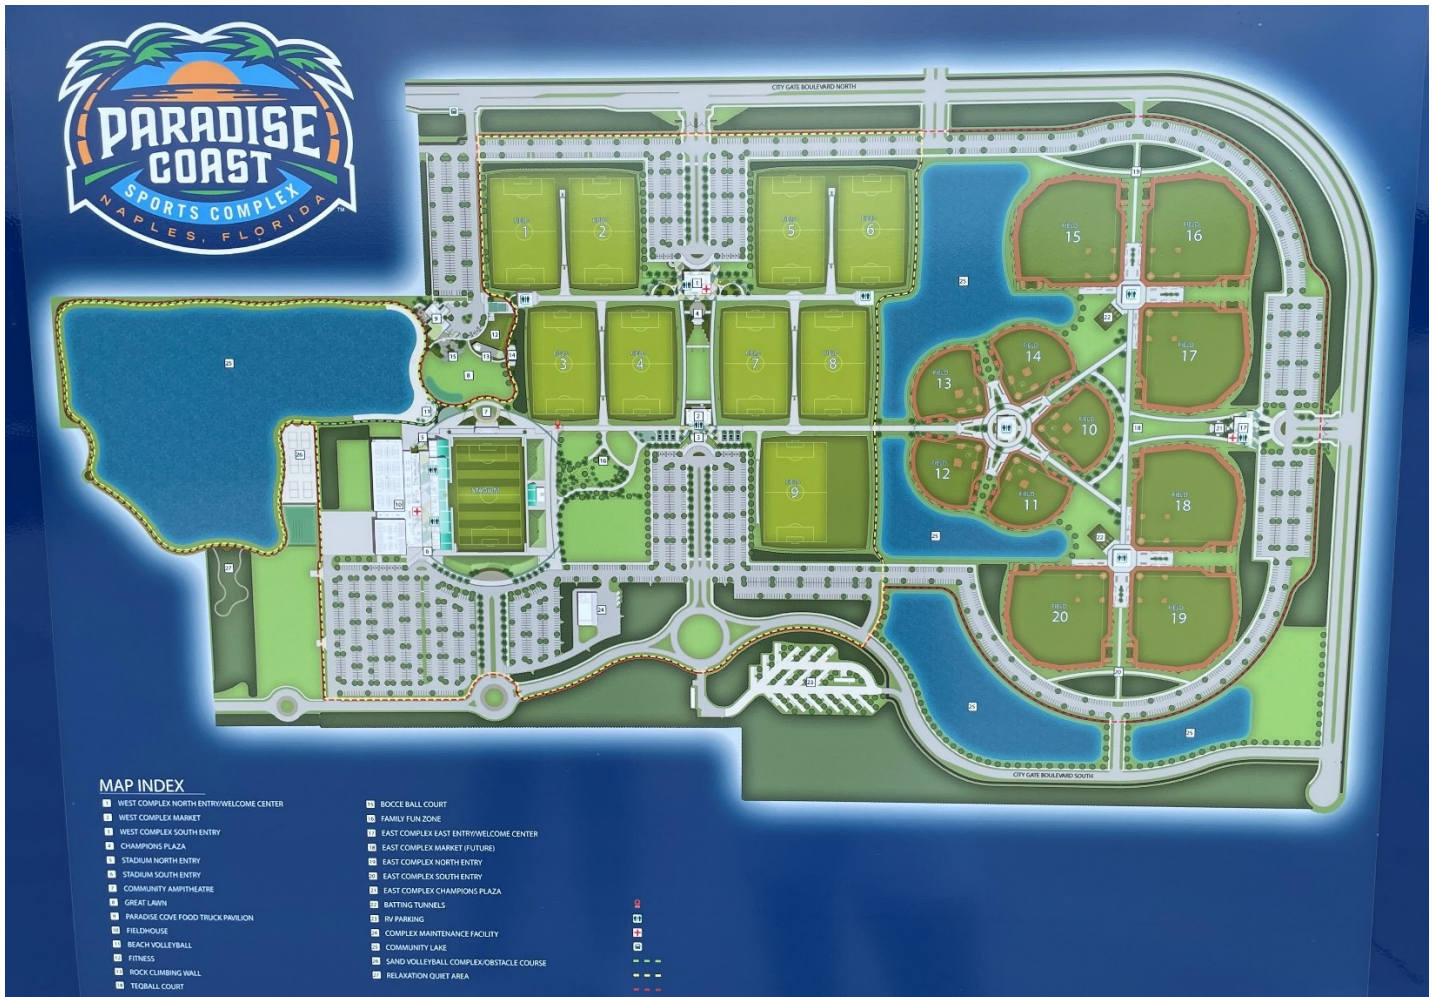 PARADISE
COAST
SPORTS COMPLEX
NAPLES, FLORIDA
TM
CITY GATE BOULEVARD NORTH
FIELD
1
FIELD
2
FIELD
5
FIELD
6
FIELD
15
FIELD
16
FIELD
3
FIELD
4
FIELD
7
FIELD
8
FIELD
13
FIELD
14
FIELD
17
FIELD
10
FIELD
12
FIELD
11
FIELD
9
STADIUM
FIELD
18
FIELD
20
FIELD
19
CITY GATE BOULEVARD SOUTH
MAP INDEX
1 WEST COMPLEX NORTH ENTRY/WELCOME CENTER
2 WEST COMPLEX MARKET
3 WEST COMPLEX SOUTH ENTRY
4 CHAMPIONS PLAZA
5 STADIUM NORTH ENTRY
6 STADIUM SOUTH ENTRY
7 COMMUNITY AMPITHEATRE
8 GREAT LAWN
9 PARADISE COVE FOOD TRUCK PAVILION
10 FIELDHOUSE
11 BEACH VOLLEYBALL
12 FITNESS
13 ROCK CLIMBING WALL
14 TEQBALL COURT
15 BOCCE BALL COURT
16 FAMILY FUN ZONE
17 EAST COMPLEX EAST ENTRY/WELCOME CENTER
18 EAST COMPLEX MARKET (FUTURE)
19 EAST COMPLEX NORTH ENTRY
20 EAST COMPLEX SOUTH ENTRY
21 EAST COMPLEX CHAMPIONS PLAZA
22 BATTING TUNNELS
23 RV PARKING
24 COMPLEX MAINTENANCE FACILITY
25 COMMUNITY LAKE
26 SAND VOLLEYBALL COMPLEX/OBSTACLE COURSE
27 RELAXATION QUIET AREA